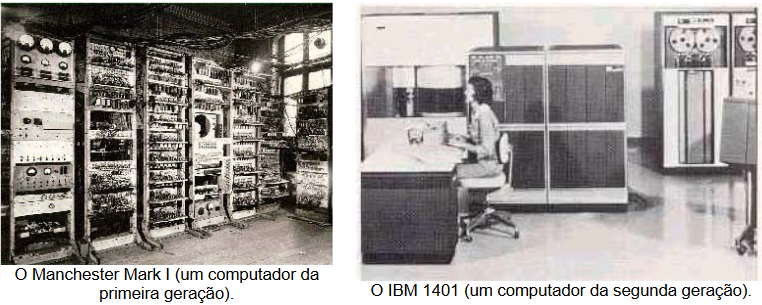 O Manchester Mark I (um computador da
primeira geração).
O IBM 1401 (um computador da segunda geração).